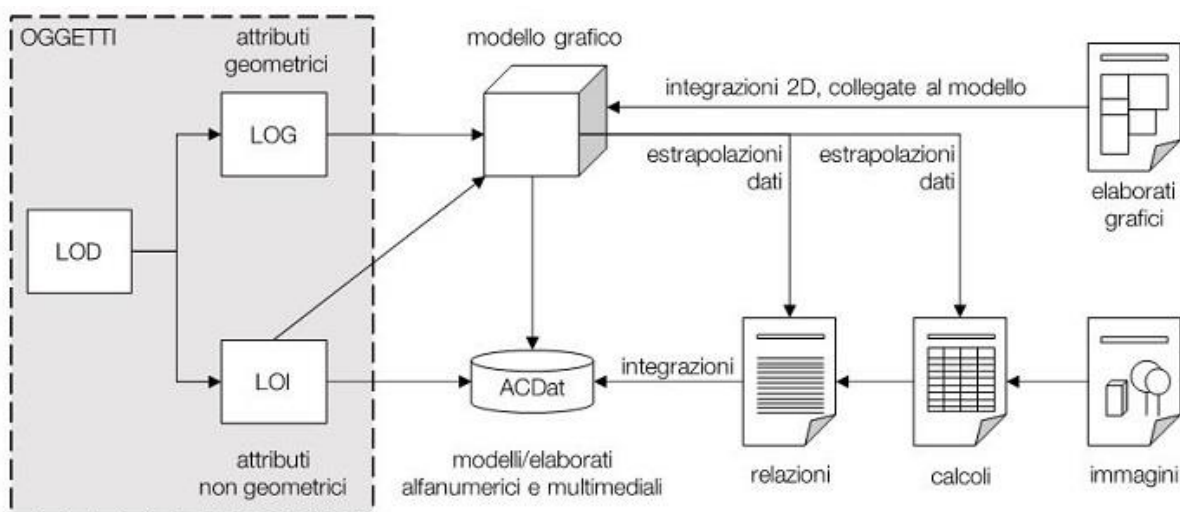 OGGETTI
attributi
geometrici
modello grafico
integrazioni 2D, collegate al modello
LOG
estrapolazioni
dati
estrapolazioni
dati
elaborati
grafici
LOD
LOI
ACDat
integrazioni
attributi
non geometrici
modelli/elaborati
alfanumerici e multimediali
relazioni
calcoli
immagini